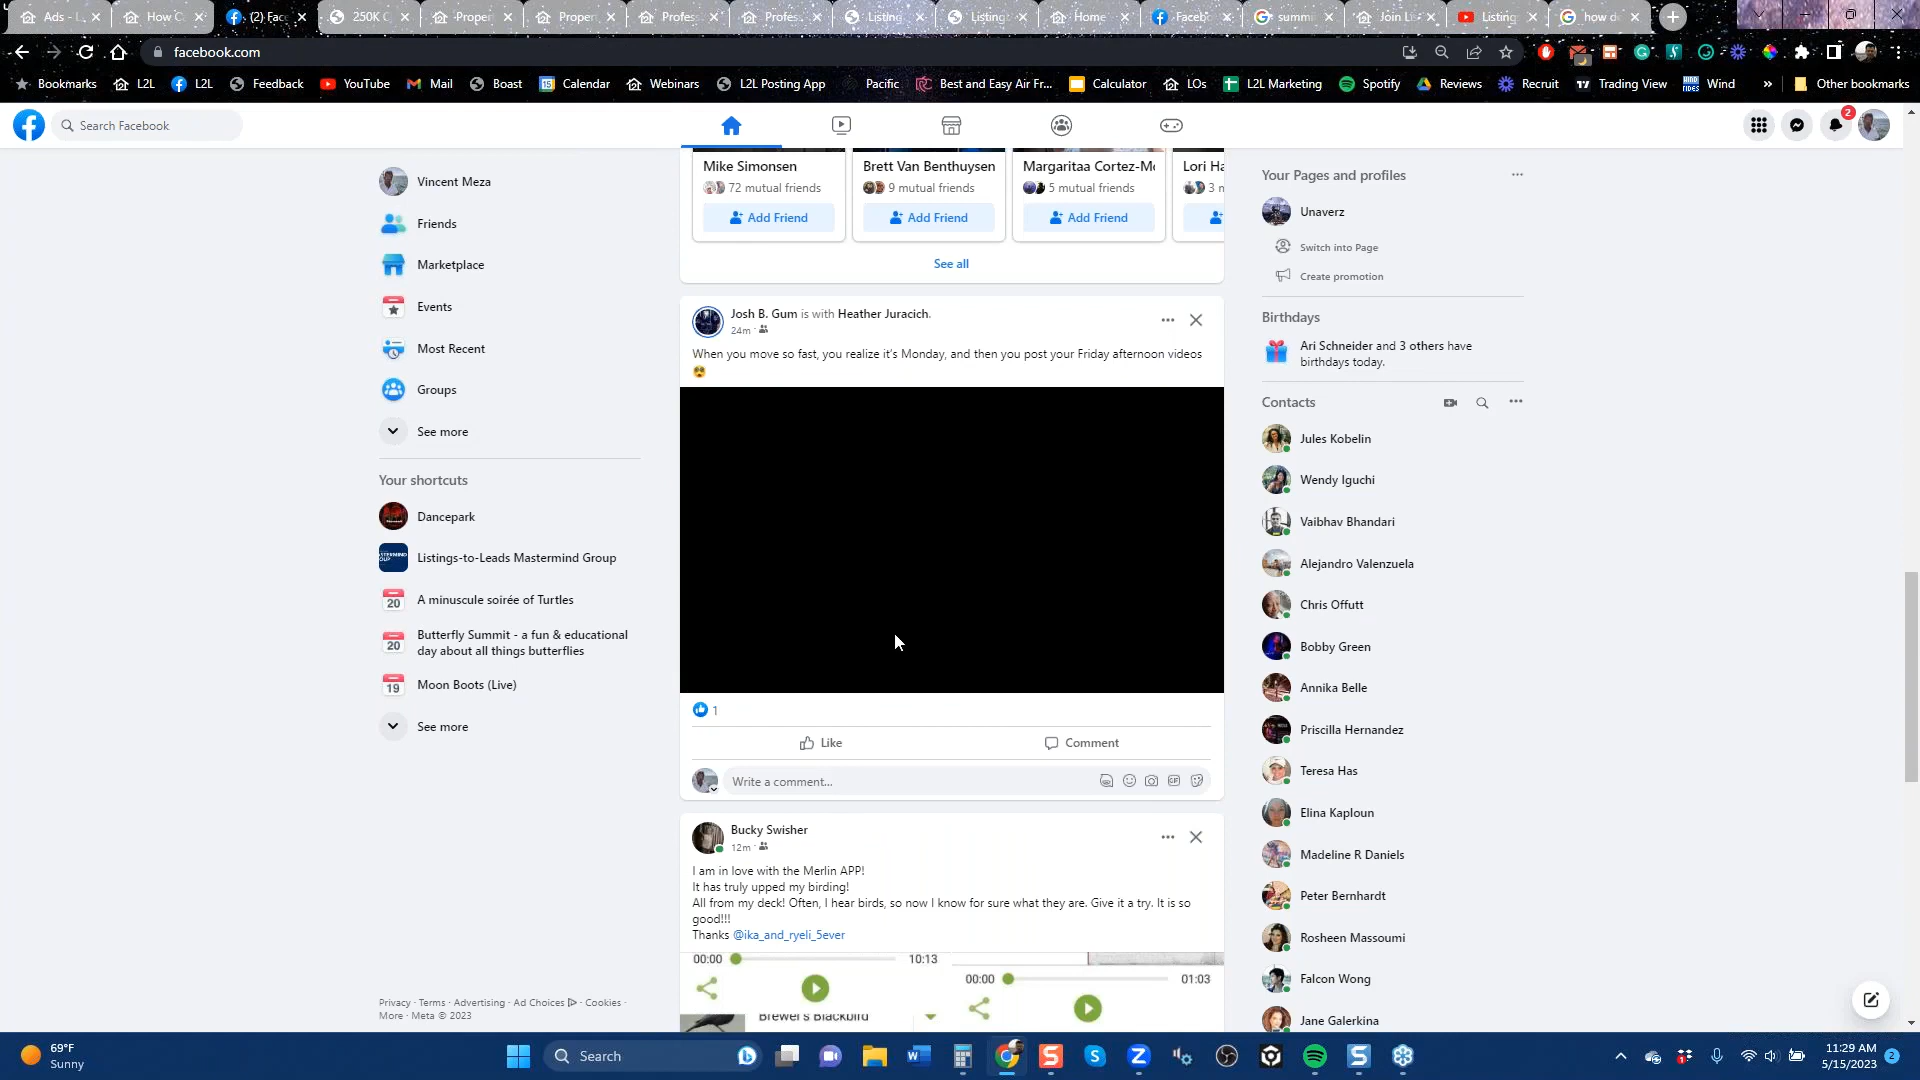 Ads - L
How C
(2) Face
250K C
Proper
Proper
Profess
Profes
Listing
Listing
Home
Facebo
summi
Join Li
Listing
how do
facebook.com
Bookmarks
L2L
L2L
Feedback
YouTube
Mail
Boast
Calendar
Webinars
L2L Posting App
Pacific
Best and Easy Air Fr...
Calculator
LOs
L2L Marketing
Spotify
Reviews
Recruit
Trading View
Wind
»
Other bookmarks
Search Facebook
2
Vincent Meza
Friends
Marketplace
Events
Most Recent
Groups
See more
Your shortcuts
Dancepark
Listings-to-Leads Mastermind Group
20
A minuscule soirée of Turtles
20
Butterfly Summit - a fun & educational
day about all things butterflies
19
Moon Boots (Live)
See more
Privacy · Terms · Advertising · Ad Choices · Cookies ·
More · Meta © 2023
Mike Simonsen
72 mutual friends
Add Friend
Brett Van Benthuysen
9 mutual friends
Add Friend
Margaritaa Cortez-Mc
5 mutual friends
Add Friend
Lori Ha
3 m
See all
Josh B. Gum is with Heather Juracich.
24m ·
When you move so fast, you realize it's Monday, and then you post your Friday afternoon videos
😨
1
Like
Comment
Write a comment...
Bucky Swisher
12m ·
I am in love with the Merlin APP!
It has truly upped my birding!
All from my deck! Often, I hear birds, so now I know for sure what they are. Give it a try. It is so
good!!!
Thanks @ika_and_ryeli_5ever
00:00
10:13
00:00
01:03
Brewer's Blackbird
Your Pages and profiles
Unaverz
Switch into Page
Create promotion
Birthdays
Ari Schneider and 3 others have
birthdays today.
Contacts
Jules Kobelin
Wendy Iguchi
Vaibhav Bhandari
Alejandro Valenzuela
Chris Offutt
Bobby Green
Annika Belle
Priscilla Hernandez
Teresa Has
Elina Kaploun
Madeline R Daniels
Peter Bernhardt
Rosheen Massoumi
Falcon Wong
Jane Galerkina
69°F
Sunny
Search
11:29 AM
5/15/2023
2